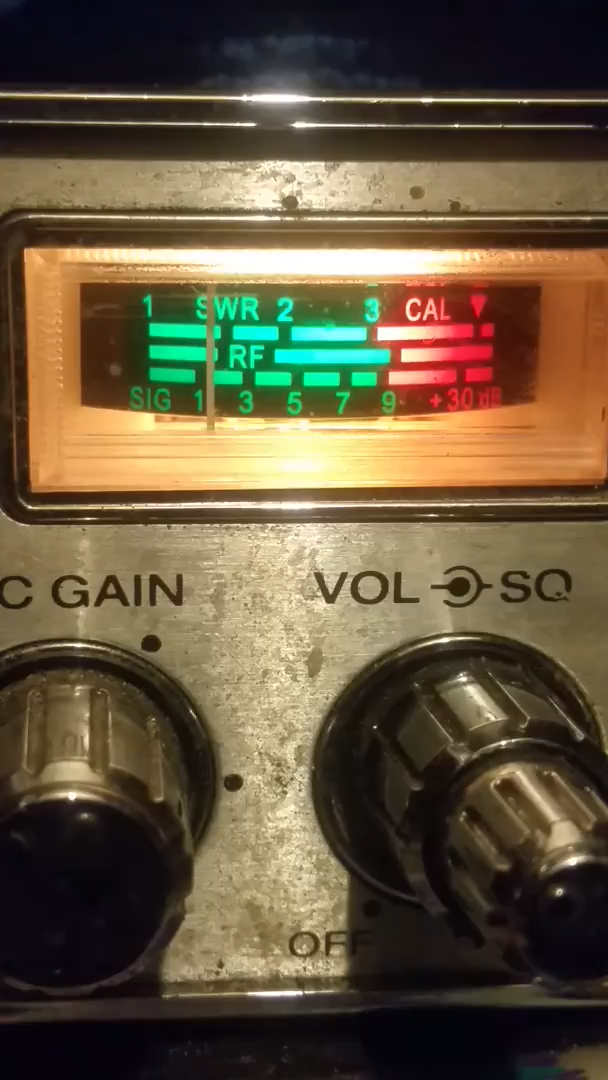 1 SWR 2 3 CAL
RF
SIG 1 3 5 7 9 +30 dB
C GAIN VOL SQ
OFF